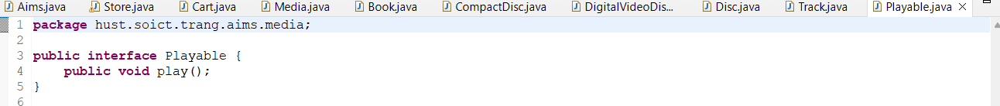 Aims.java Store.java Cart.java Media.java Book.java CompactDisc.java DigitalVideoDis... Disc.java Track.java Playable.java
1 package hust.soict.trang.aims.media;
2
3 public interface Playable {
4 public void play();
5 }
6